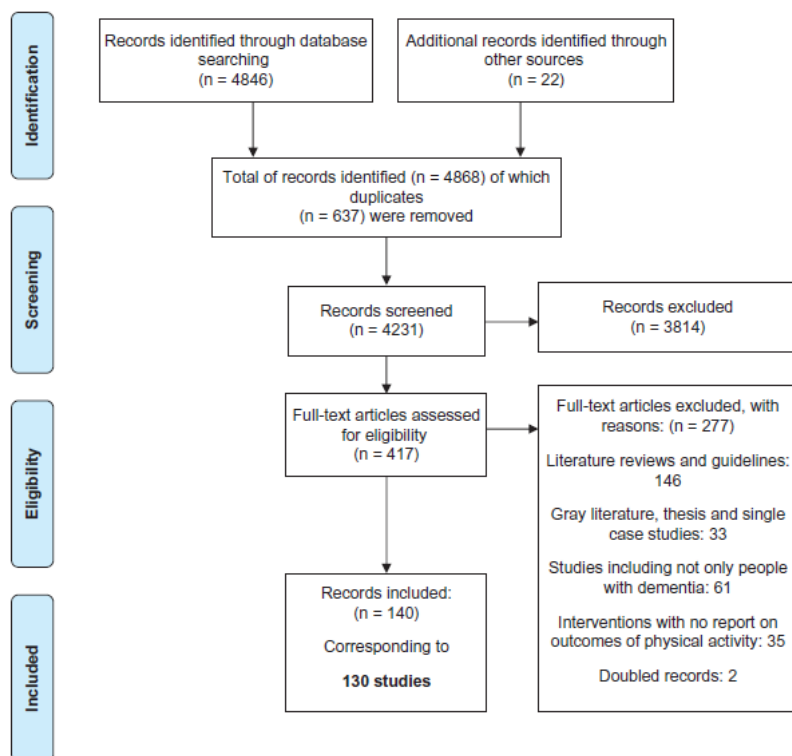 Identification
Records identified through database
searching
(n = 4846)
Additional records identified through
other sources
(n = 22)
Total of records identified (n = 4868) of which
duplicates
(n = 637) were removed
Screening
Records screened
(n = 4231)
Records excluded
(n = 3814)
Eligibility
Full-text articles assessed
for eligibility
(n = 417)
Full-text articles excluded, with
reasons: (n = 277)
Literature reviews and guidelines:
146
Gray literature, thesis and single
case studies: 33
Studies including not only people
with dementia: 61
Interventions with no report on
outcomes of physical activity: 35
Doubled records: 2
Included
Records included:
(n = 140)
Corresponding to
130 studies